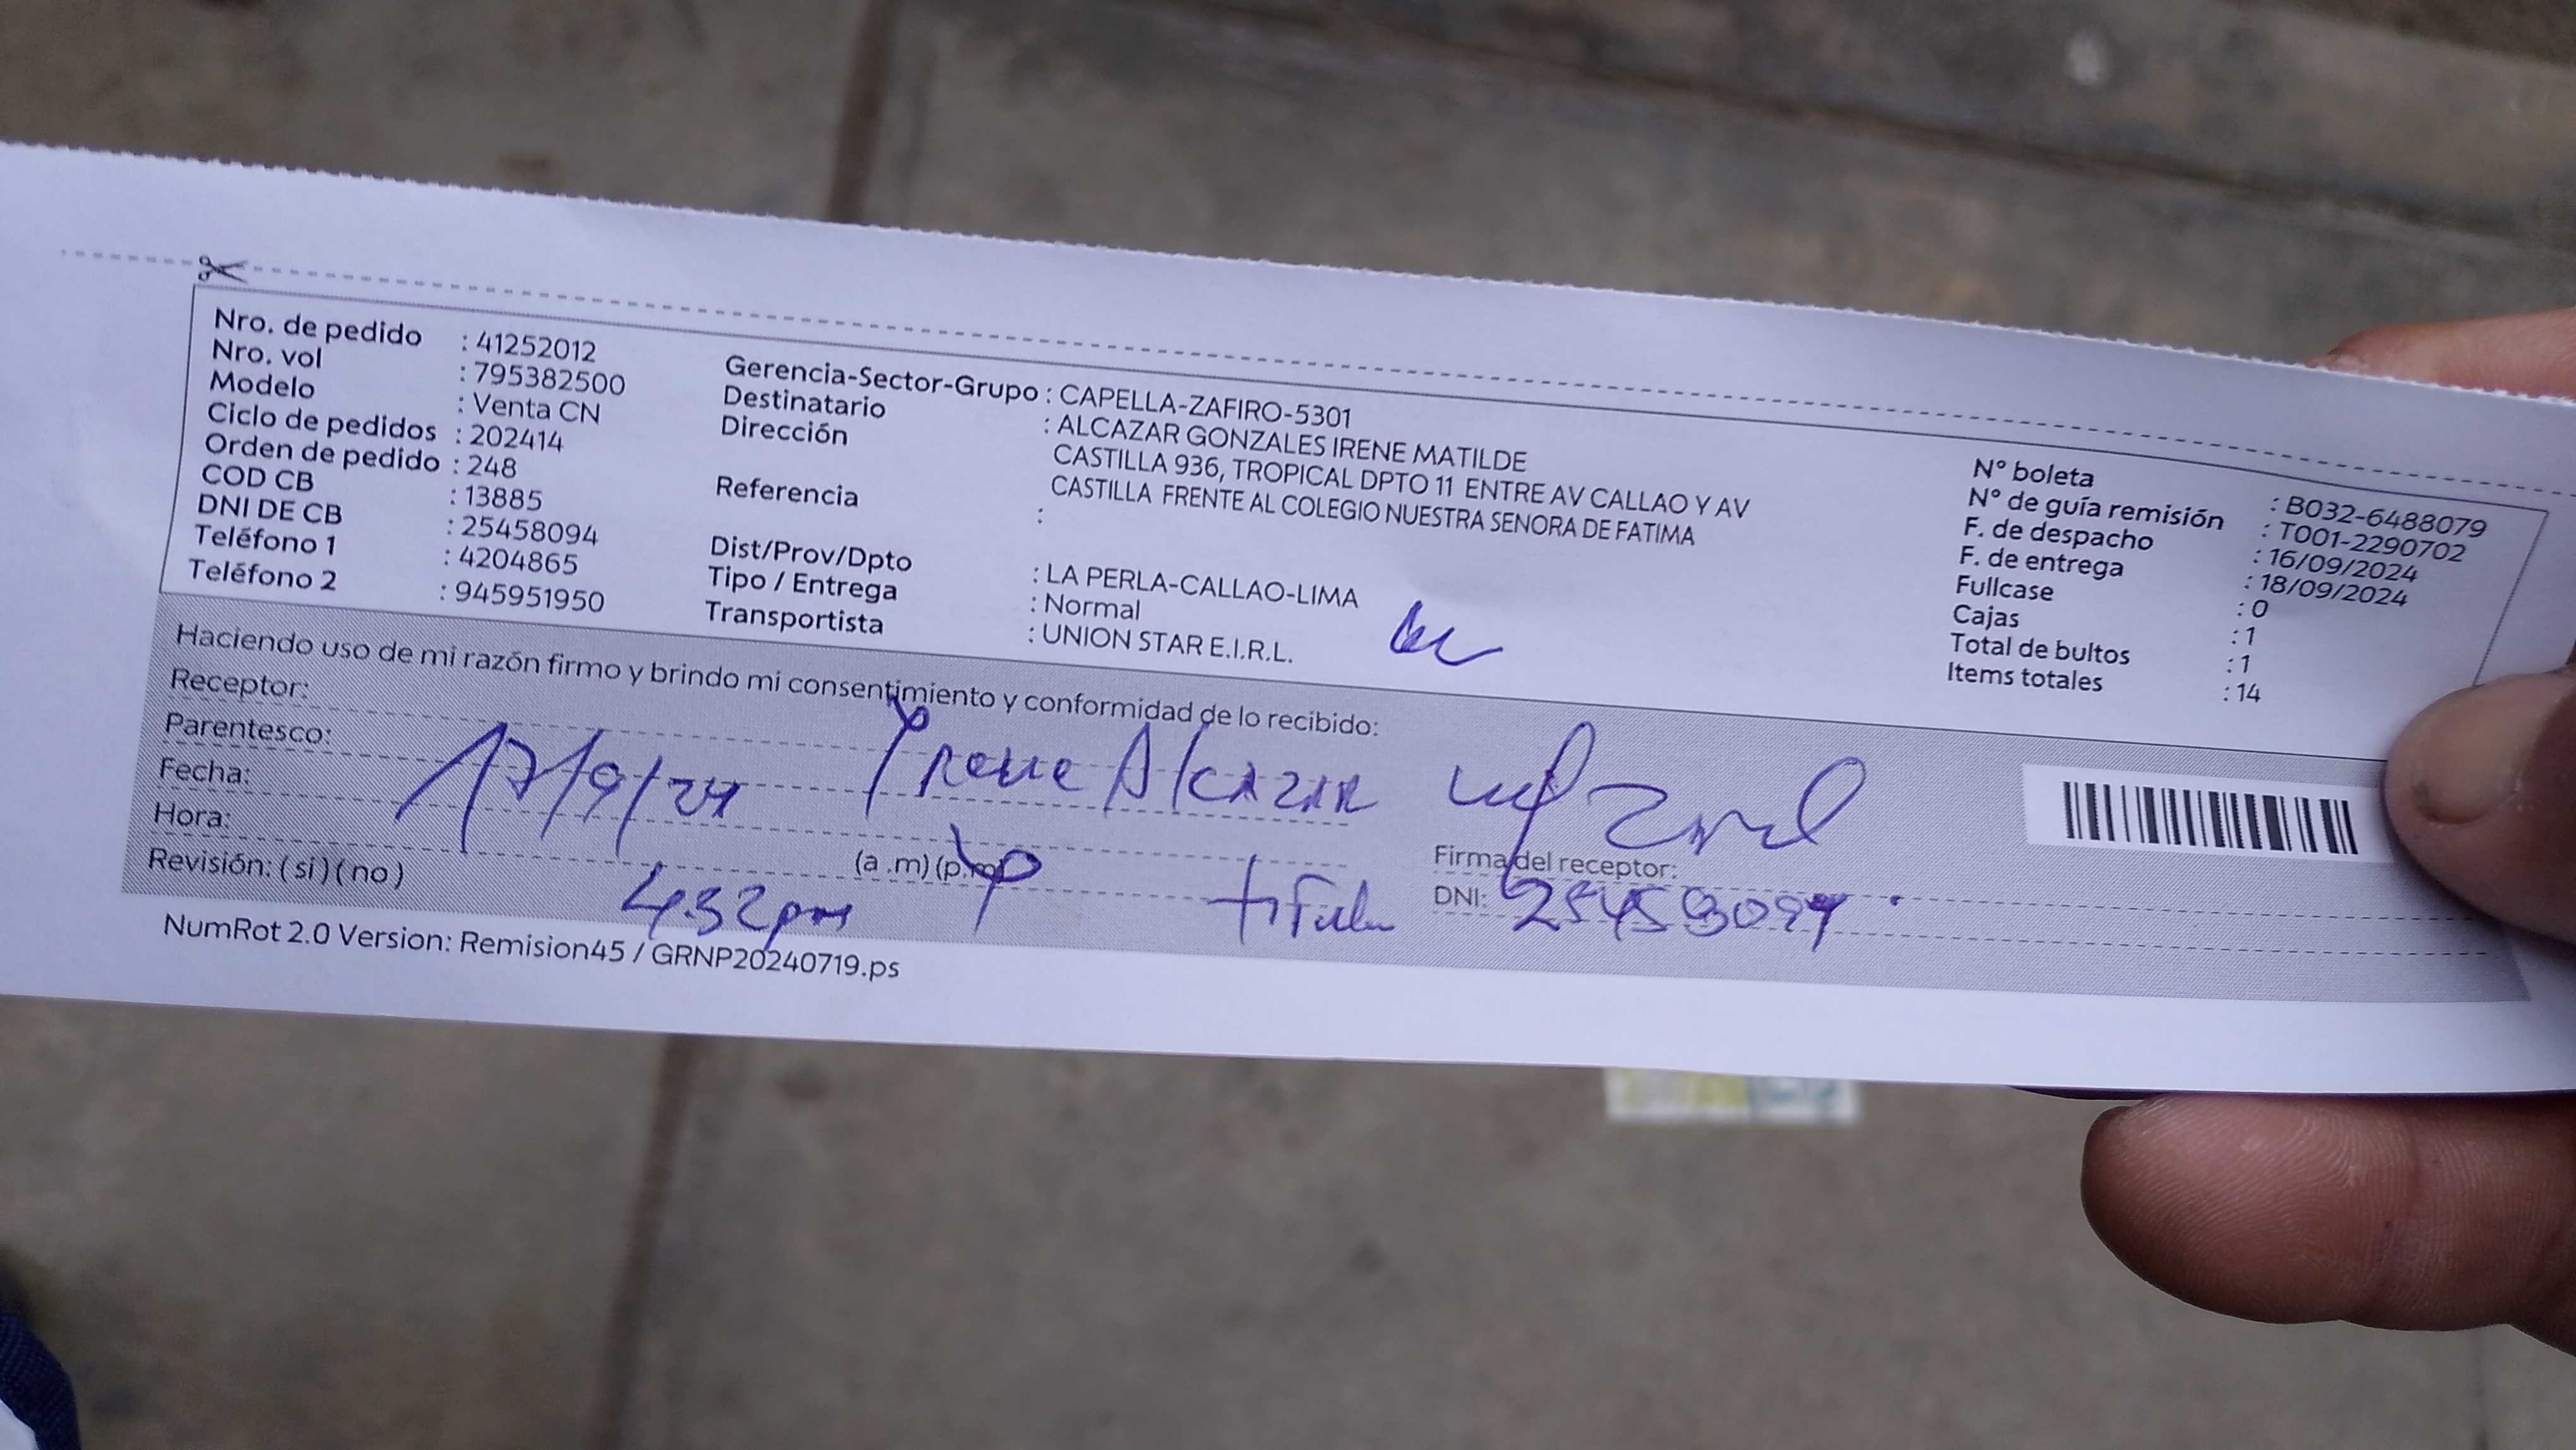 Nro. de pedido : 41252012
Nro. vol : 795382500
Modelo : Venta CN
Ciclo de pedidos : 202414
Orden de pedido : 248
COD CB : 13885
DNI DE CB : 25458094
Teléfono 1 : 4204865
Teléfono 2 : 945951950
Gerencia-Sector-Grupo : CAPELLA-ZAFIRO-5301
Destinatario : ALCAZAR GONZALES IRENE MATILDE
Dirección CASTILLA 936, TROPICAL DPTO 11 ENTRE AV CALLAO Y AV
CASTILLA FRENTE AL COLEGIO NUESTRA SENORA DE FATIMA
Referencia :
Dist/Prov/Dpto : LA PERLA-CALLAO-LIMA
Tipo / Entrega : Normal
Transportista : UNION STAR E.I.R.L.
N° boleta : B032-6488079
N° de guía remisión : T001-2290702
F. de despacho : 16/09/2024
F. de entrega : 18/09/2024
Fullcase : 0
Cajas : 1
Total de bultos : 1
Items totales : 14
Haciendo uso de mi razón firmo y brindo mi consentimiento y conformidad de lo recibido:
Receptor:
Parentesco: Irene Alcazar
Fecha: 17/9/24
Hora: (a .m) (p.m)
Revisión: ( si ) ( no ) 4.32 pm
Firma del receptor:
DNI: 25458094
NumRot 2.0 Version: Remision45 / GRNP20240719.ps